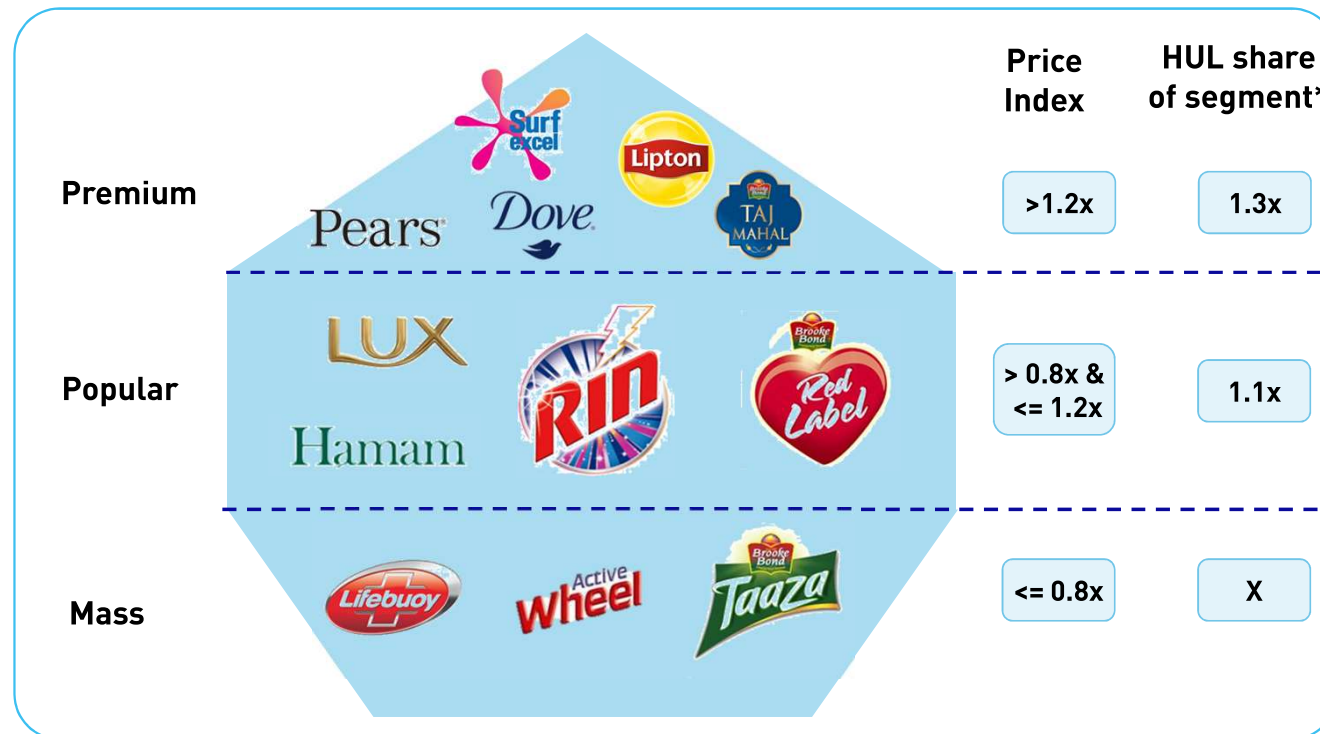 Price
Index
HUL share
of segment*
Premium
Surf
excel
Lipton
Pears
Dove
Brooke
Bond
TAJ
MAHAL
>1.2x
1.3x
Popular
LUX
RIN
Brooke
Bond
Red
Label
Hamam
> 0.8x &
<= 1.2x
1.1x
Mass
Lifebuoy
Active
Wheel
Brooke
Bond
Taaza
<= 0.8x
X